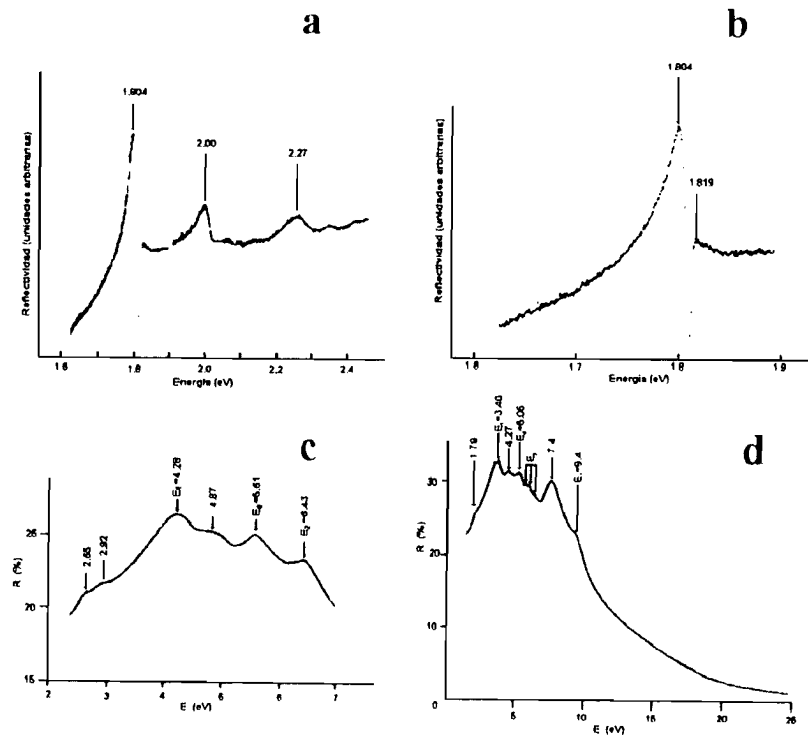 a
1.804
2.00
2.27
Reflectividad (unidades arbitrarias)
1.6 1.8 2.0 2.2 2.4
Energía (eV)
b
1.804
1.819
Reflectividad (unidades arbitrarias)
1.6 1.7 1.8 1.9
Energía (eV)
c
2.65
2.92
4.87
25
20
15
R (%)
2 3 4 5 6 7
E (eV)
d
1.79
4.27
7.4
30
20
10
0
R (%)
5 10 15 20 25
E (eV)